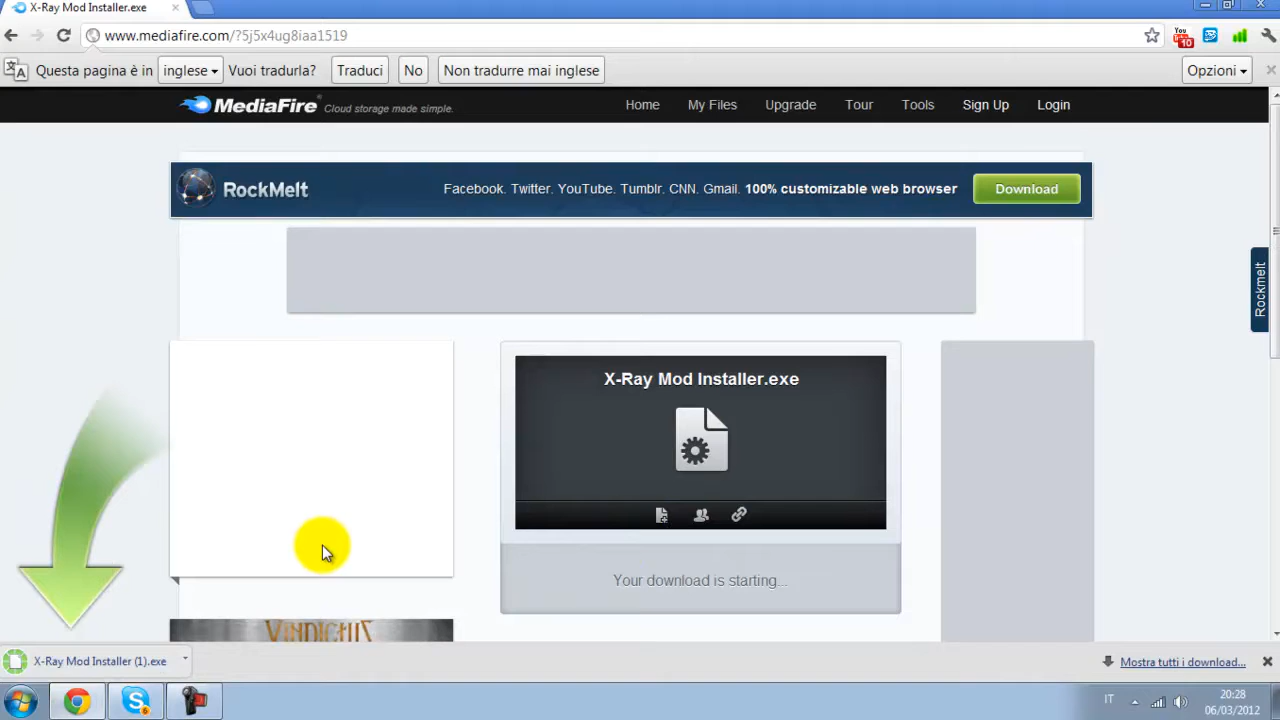 X-Ray Mod Installer.exe
www.mediafire.com/?5j5x4ug8iaa1519
You
10
Questa pagina è in inglese Vuoi tradurla? Traduci No Non tradurre mai inglese Opzioni
MediaFire Cloud storage made simple. Home My Files Upgrade Tour Tools Sign Up Login
RockMelt Facebook. Twitter. YouTube. Tumblr. CNN. Gmail. 100% customizable web browser Download
Rockmelt
X-Ray Mod Installer.exe
Your download is starting...
VINDICTUS
X-Ray Mod Installer (1).exe Mostra tutti i download...
6
IT 20:28
06/03/2012